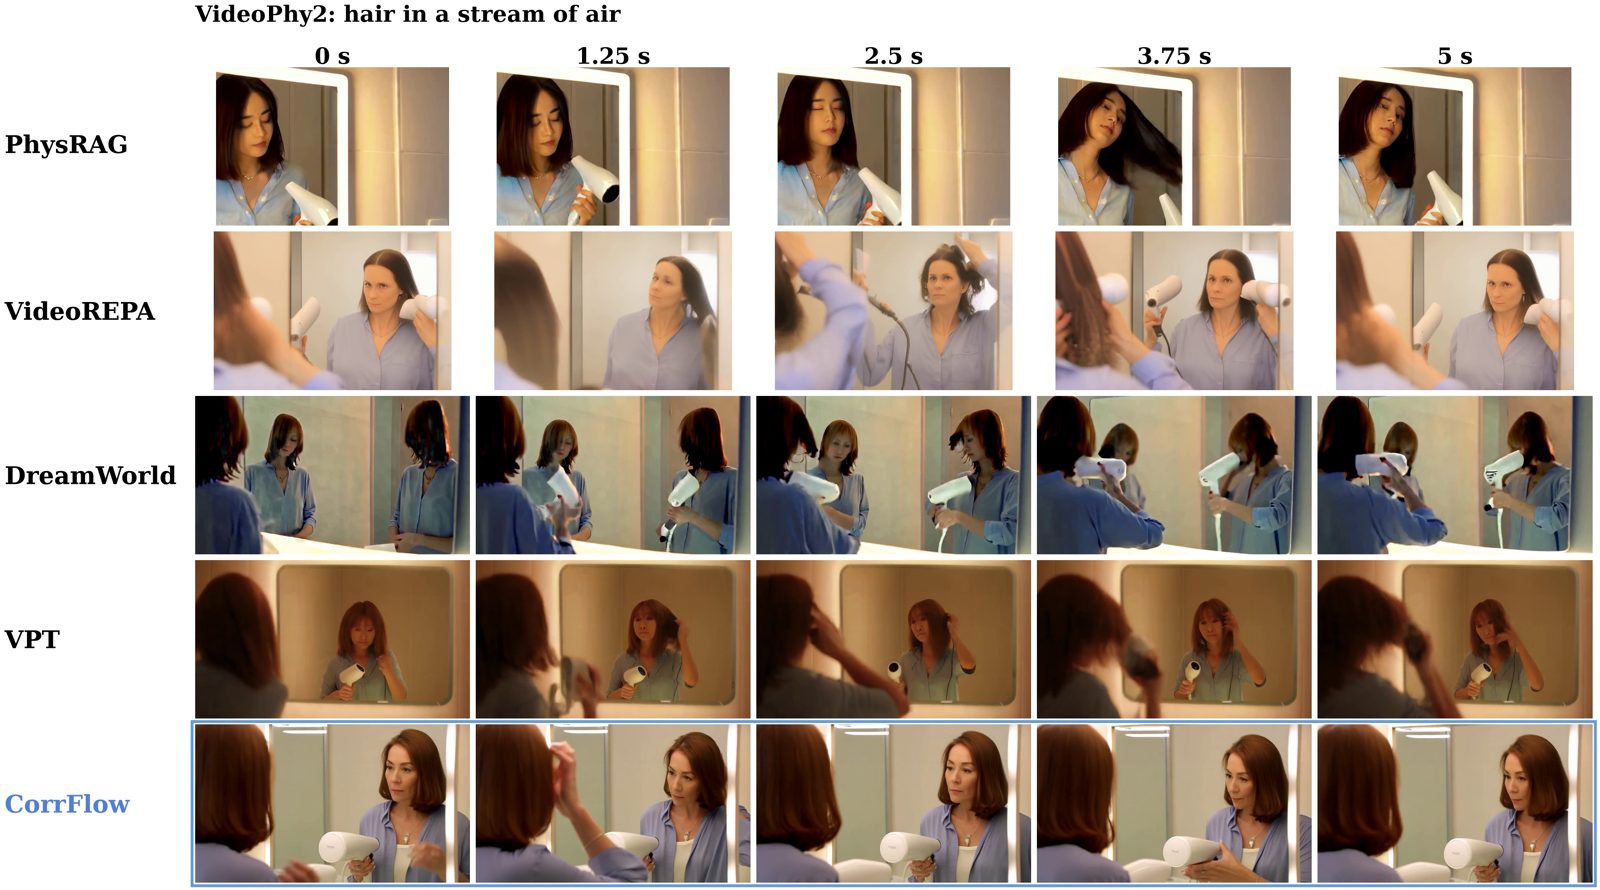 VideoPhy2: hair in a stream of air
0 s 1.25 s 2.5 s 3.75 s 5 s
PhysRAG
VideoREPA
DreamWorld
VPT
CorrFlow